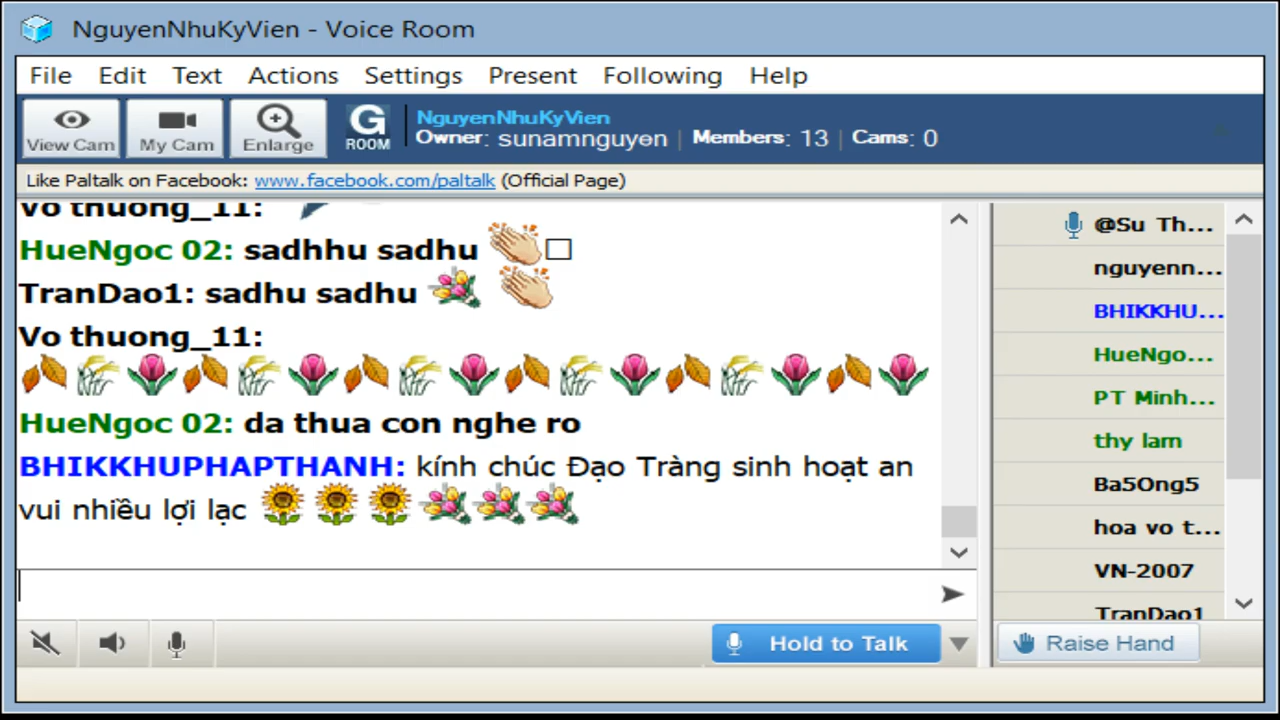 NguyenNhuKyVien - Voice Room
File Edit Text Actions Settings Present Following Help
View Cam My Cam Enlarge G ROOM
NguyenNhuKyVien
Owner: sunamnguyen | Members: 13 | Cams: 0
Like Paltalk on Facebook: www.facebook.com/paltalk (Official Page)
Vo thuong_11:
HueNgoc 02: sadhhu sadhu
TranDao1: sadhu sadhu
Vo thuong_11:
HueNgoc 02: da thua con nghe ro
BHIKKHUPHAPTHANH: kính chúc Đạo Tràng sinh hoạt an
vui nhiều lợi lạc
@Su Th...
nguyenn...
BHIKKHU...
HueNgo...
PT Minh...
thy lam
Ba5Ong5
hoa vo t...
VN-2007
TranDao1
Hold to Talk
Raise Hand